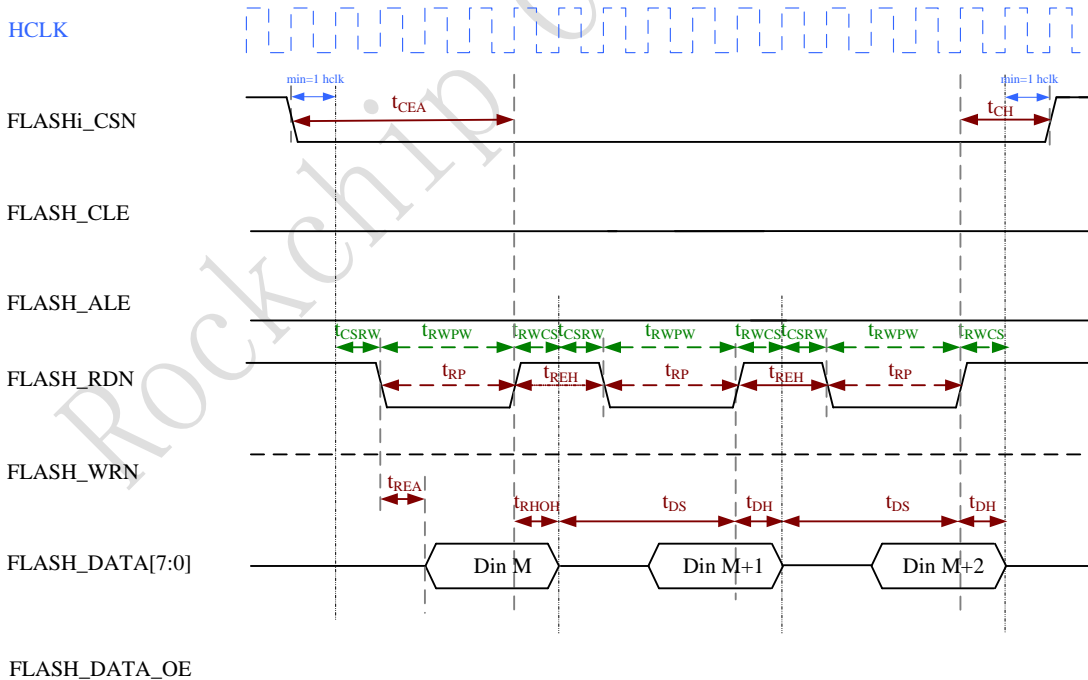 HCLK
min=1 hclk
min=1 hclk
FLASHi_CSN
tCEA
tCH
FLASH_CLE
FLASH_ALE
tCSRW tRWPW tRWCS tCSRW tRWPW tRWCS tCSRW tRWPW tRWCS
FLASH_RDN
tRP tREH tRP tREH tRP
FLASH_WRN
tREA
tRHOH tDS tDH tDS tDH
FLASH_DATA[7:0]
Din M Din M+1 Din M+2
FLASH_DATA_OE
Rockchip